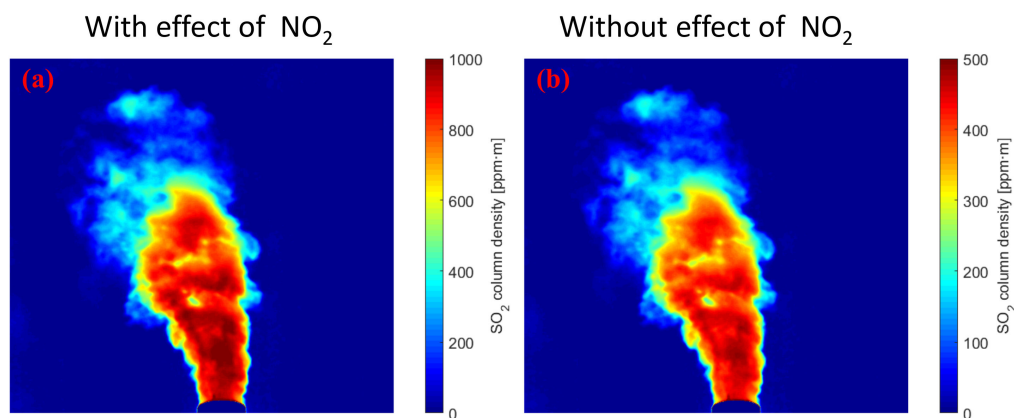 With effect of NO₂
Without effect of NO₂
(a)
1000
800
600
400
200
0
SO₂ column density [ppm·m]
(b)
500
400
300
200
100
0
SO₂ column density [ppm·m]